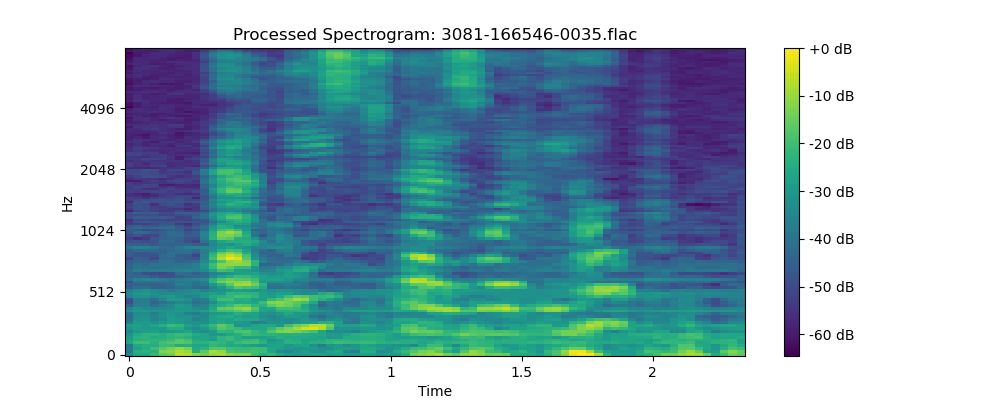 Processed Spectrogram: 3081-166546-0035.flac
Hz
4096
2048
1024
512
0
0
0.5
1
1.5
2
Time
+0 dB
-10 dB
-20 dB
-30 dB
-40 dB
-50 dB
-60 dB